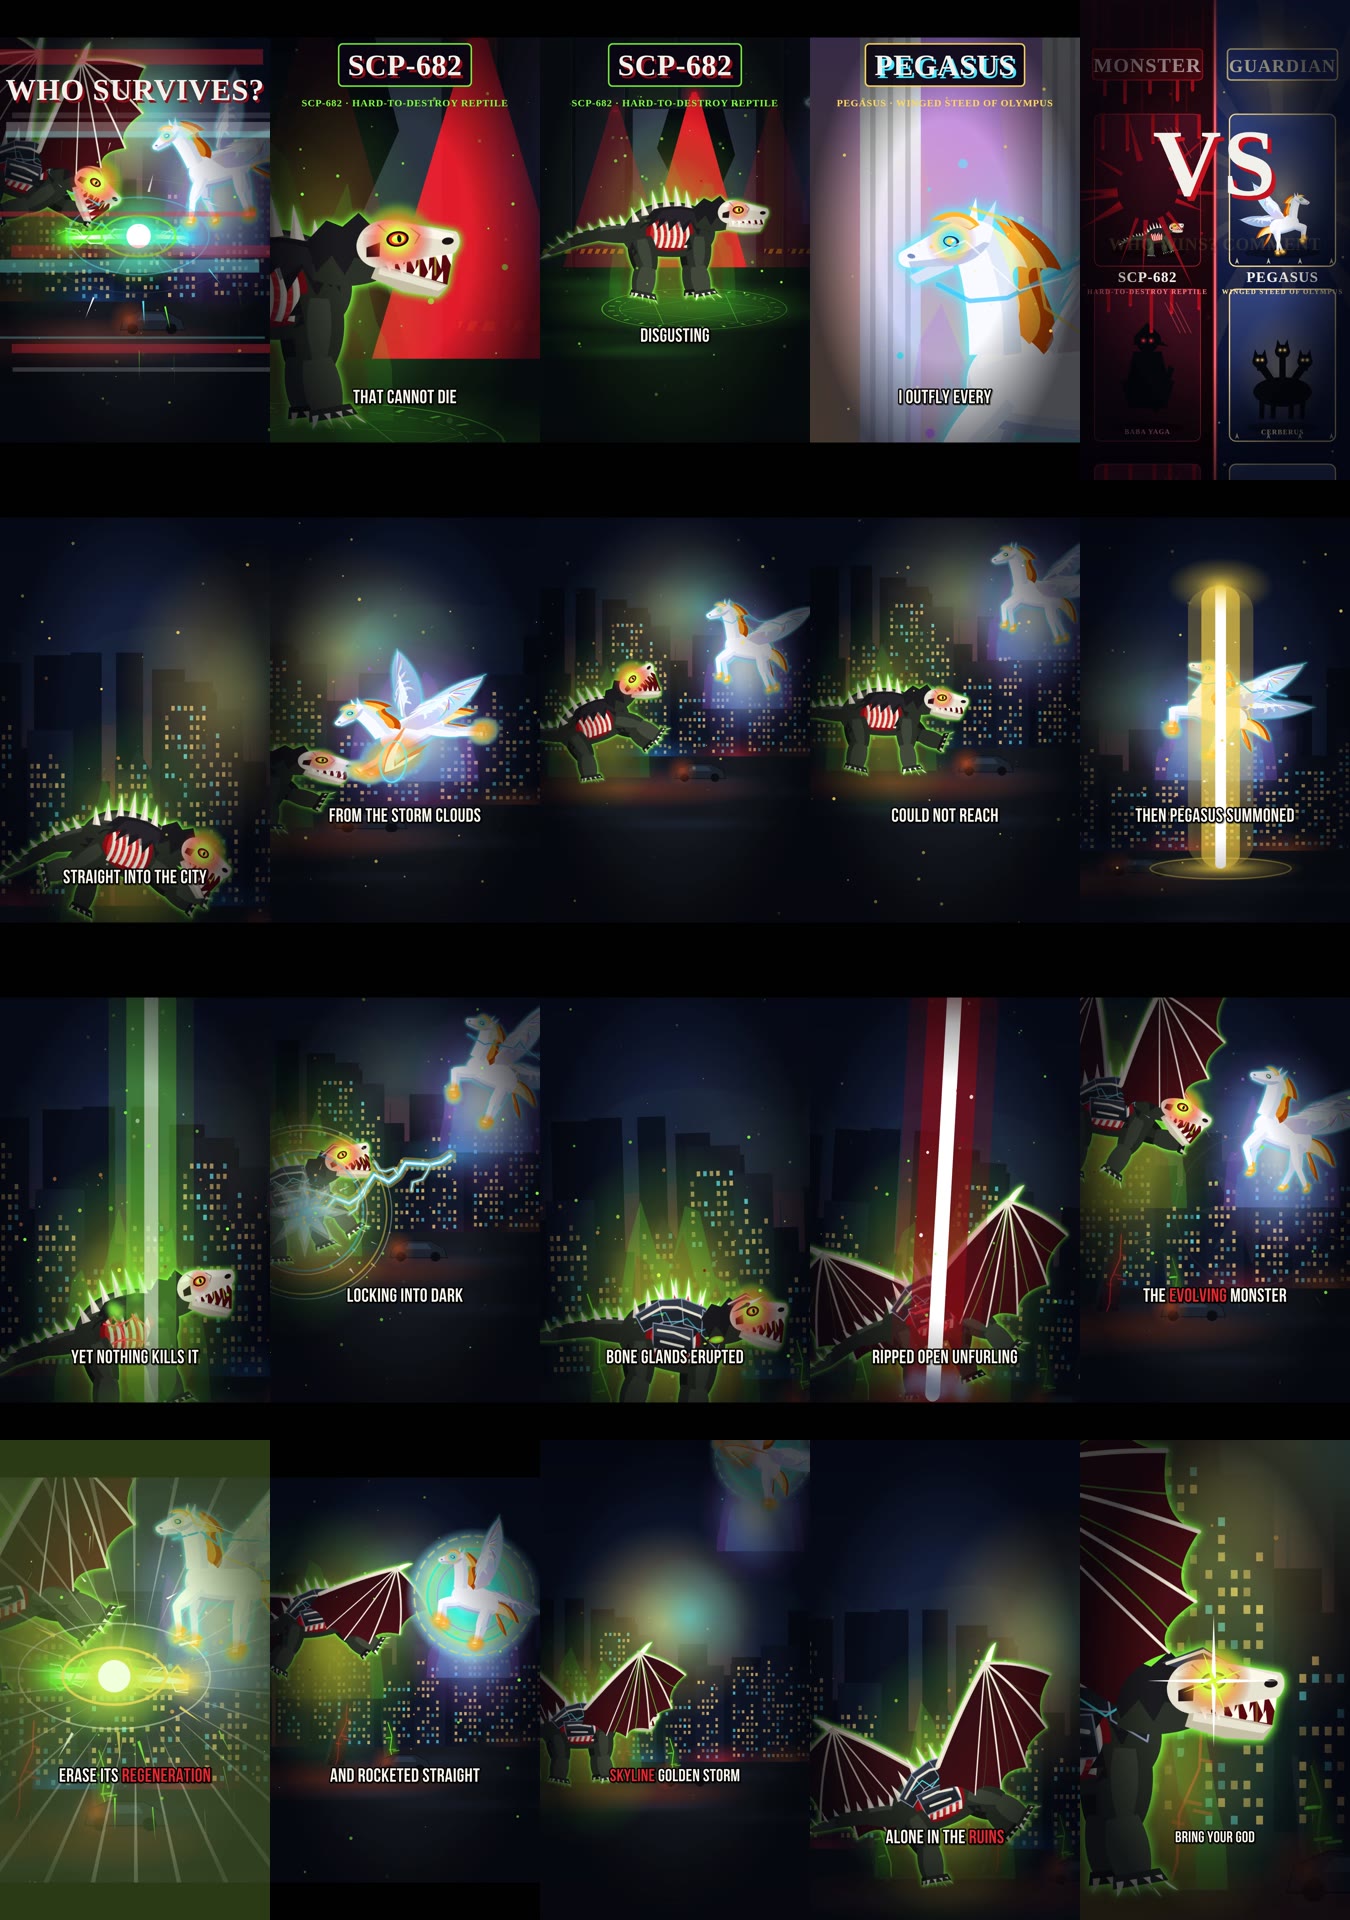 WHO SURVIVES?
SCP-682
SCP-682 · HARD-TO-DESTROY REPTILE
THAT CANNOT DIE
SCP-682
SCP-682 · HARD-TO-DESTROY REPTILE
DISGUSTING
PEGASUS
PEGASUS · WINGED STEED OF OLYMPUS
I OUTFLY EVERY
MONSTER
GUARDIAN
VS
WHO WINS? COMMENT
SCP-682
HARD-TO-DESTROY REPTILE
PEGASUS
WINGED STEED OF OLYMPUS
BABA YAGA
CERBERUS
STRAIGHT INTO THE CITY
FROM THE STORM CLOUDS
COULD NOT REACH
THEN PEGASUS SUMMONED
YET NOTHING KILLS IT
LOCKING INTO DARK
BONE GLANDS ERUPTED
RIPPED OPEN UNFURLING
THE EVOLVING MONSTER
ERASE ITS REGENERATION
AND ROCKETED STRAIGHT
SKYLINE GOLDEN STORM
ALONE IN THE RUINS
BRING YOUR GOD